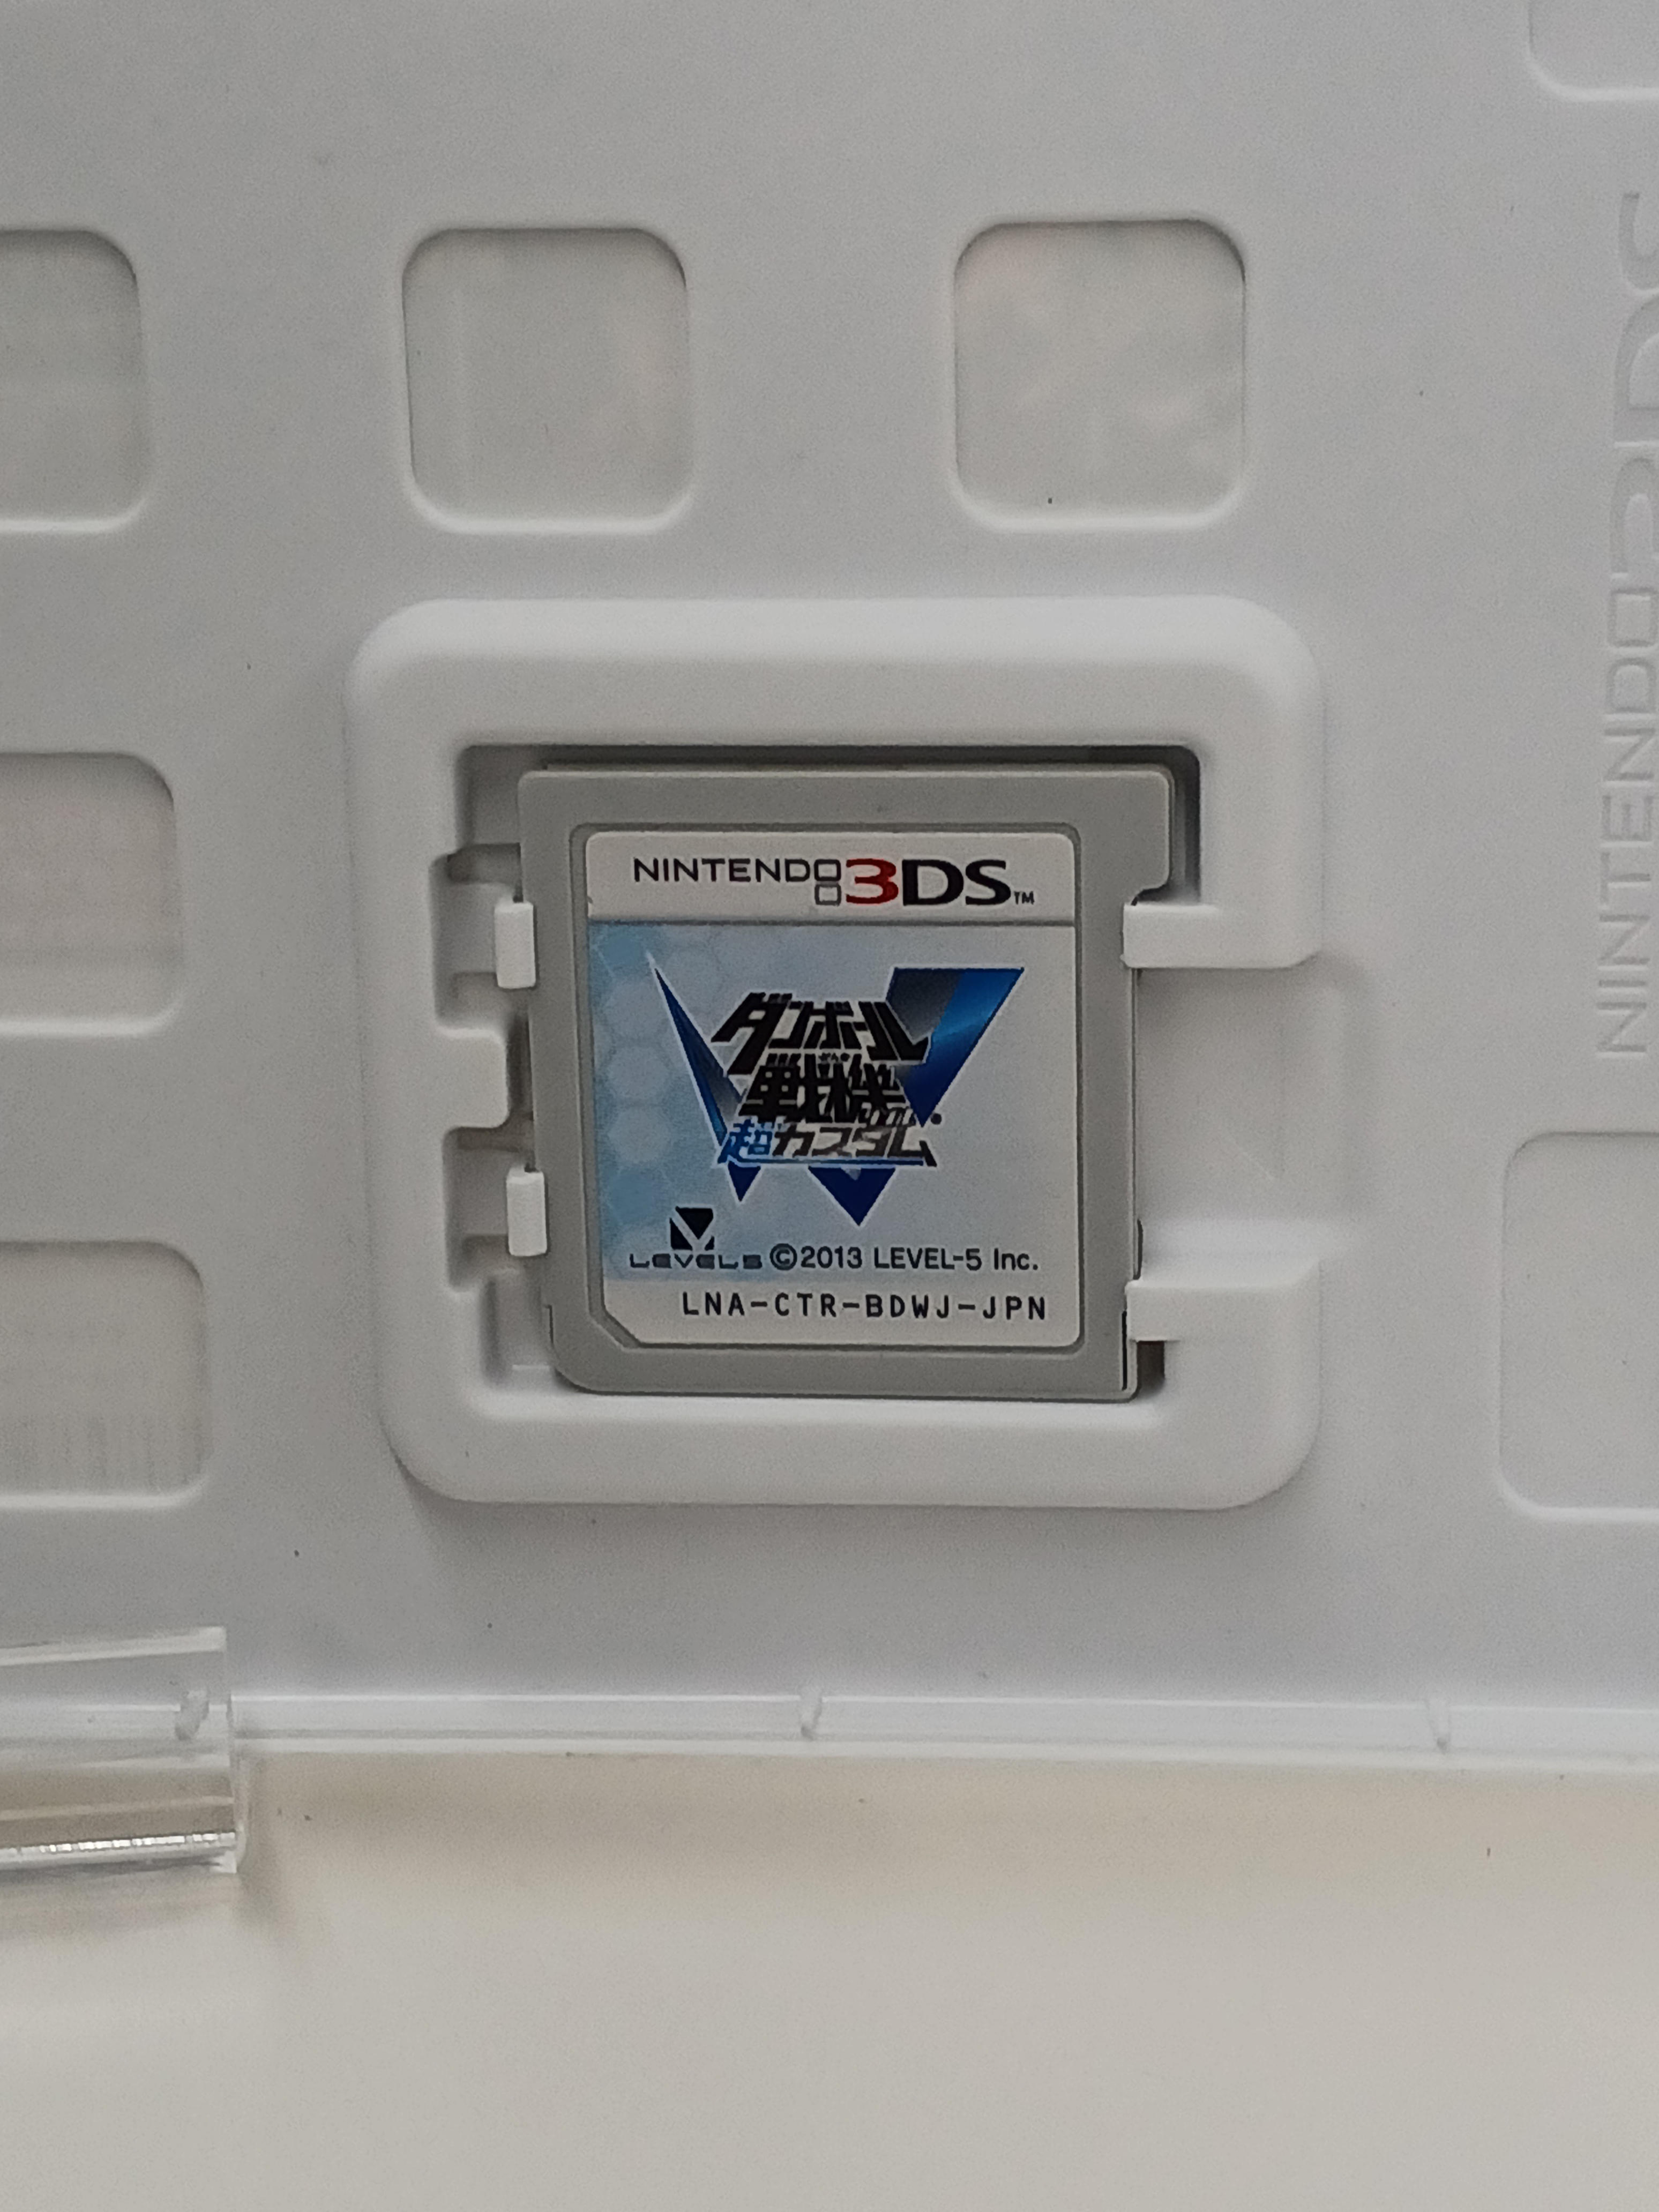 NINTENDO3DS™
ダンボール
戦機
超カスタム
LEVEL5 ©2013 LEVEL-5 Inc.
LNA-CTR-BDWJ-JPN
NINTENDO3DS